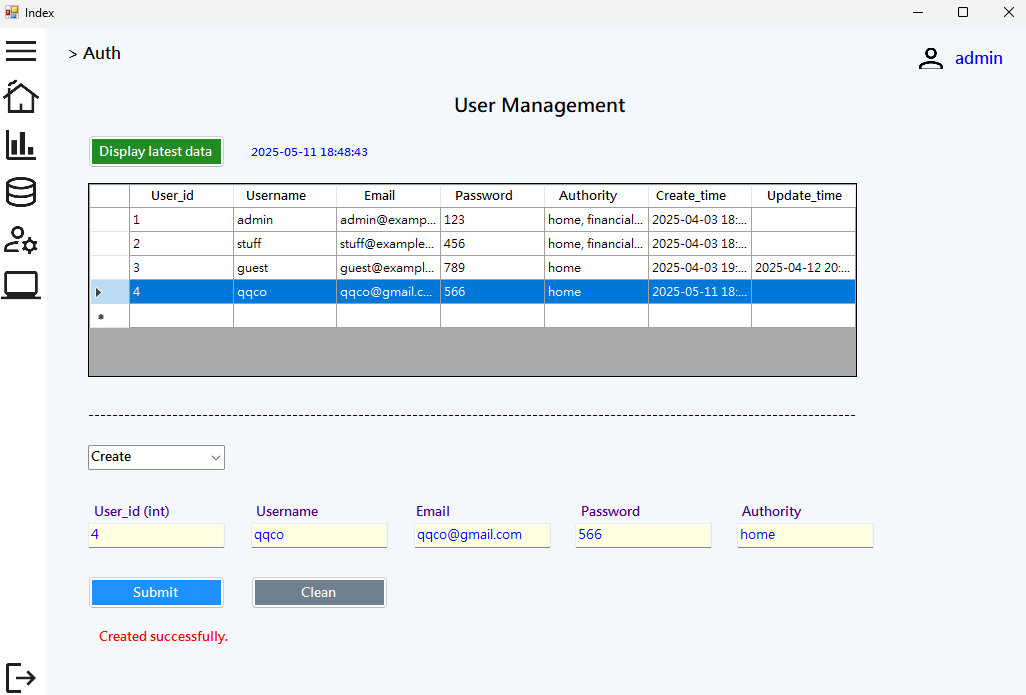 Index
> Auth
admin
User Management
Display latest data 2025-05-11 18:48:43
User_id Username Email Password Authority Create_time Update_time
1 admin admin@examp... 123 home, financial... 2025-04-03 18:...
2 stuff stuff@example... 456 home, financial... 2025-04-03 18:...
3 guest guest@exampl... 789 home 2025-04-03 19:... 2025-04-12 20:...
4 qqco qqco@gmail.c... 566 home 2025-05-11 18:...
Create
User_id (int) Username Email Password Authority
4 qqco qqco@gmail.com 566 home
Submit Clean
Created successfully.